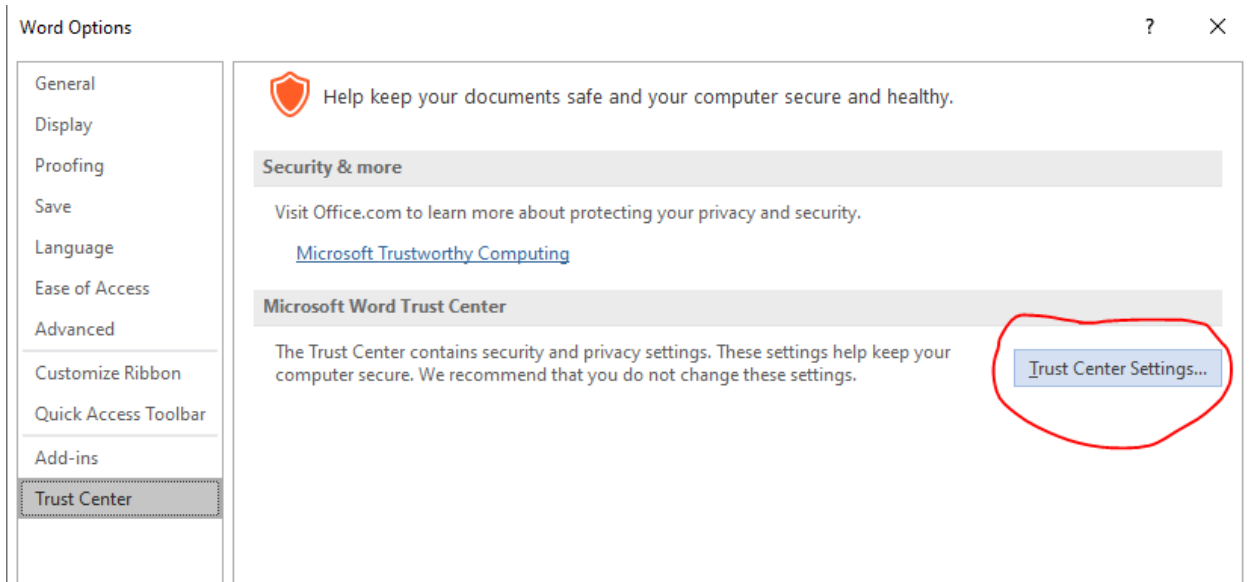 Word Options
?
General
Display
Proofing
Save
Language
Ease of Access
Advanced
Customize Ribbon
Quick Access Toolbar
Add-ins
Trust Center
Help keep your documents safe and your computer secure and healthy.
Security & more
Visit Office.com to learn more about protecting your privacy and security.
Microsoft Trustworthy Computing
Microsoft Word Trust Center
The Trust Center contains security and privacy settings. These settings help keep your
computer secure. We recommend that you do not change these settings.
Trust Center Settings...